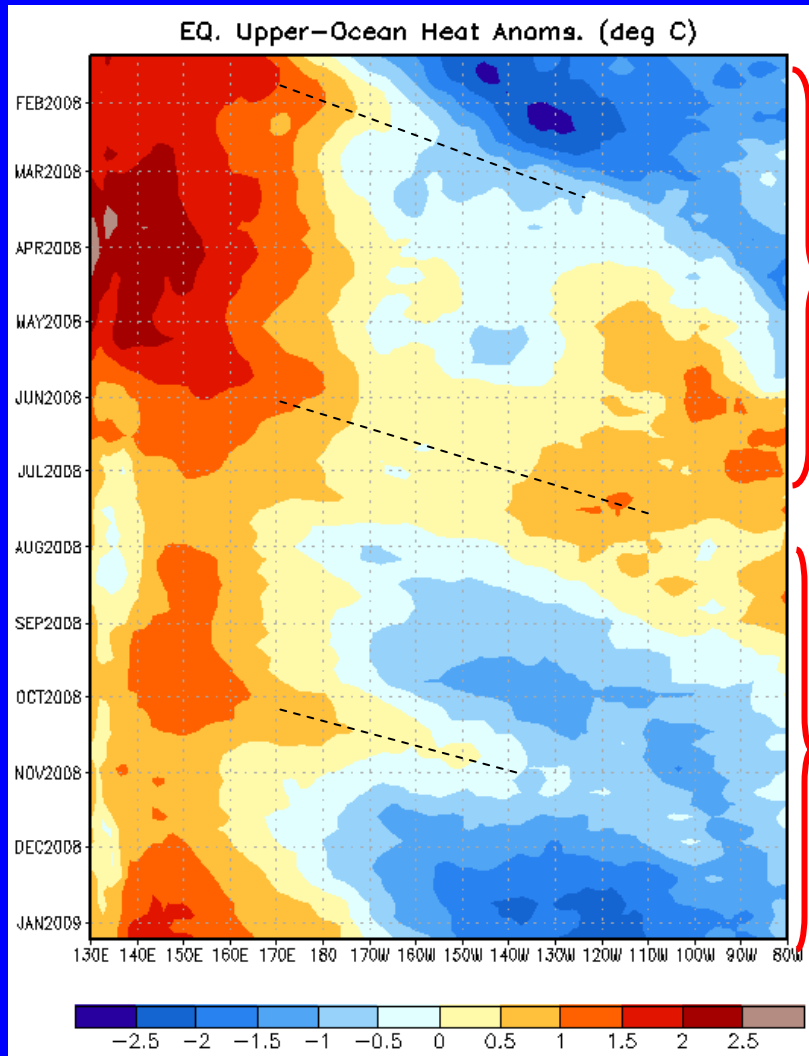 EQ. Upper-Ocean Heat Anoms. (deg C)
FEB2008
MAR2008
APR2008
MAY2008
JUN2008
JUL2008
AUG2008
SEP2008
OCT2008
NOV2008
DEC2008
JAN2009
130E 140E 150E 160E 170E 180 170W 160W 150W 140W 130W 120W 110W 100W 90W 80W
-2.5 -2 -1.5 -1 -0.5 0 0.5 1 1.5 2 2.5